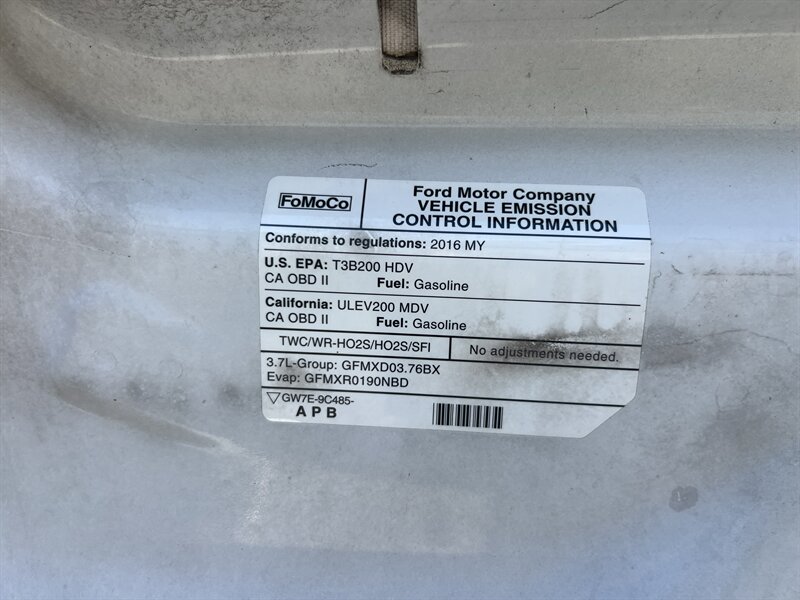 FoMoCo
Ford Motor Company
VEHICLE EMISSION
CONTROL INFORMATION
Conforms to regulations: 2016 MY
U.S. EPA: T3B200 HDV
CA OBD II Fuel: Gasoline
California: ULEV200 MDV
CA OBD II Fuel: Gasoline
TWC/WR-HO2S/HO2S/SFI
No adjustments needed.
3.7L-Group: GFMXD03.76BX
Evap: GFMXR0190NBD
GW7E-9C485-
A P B